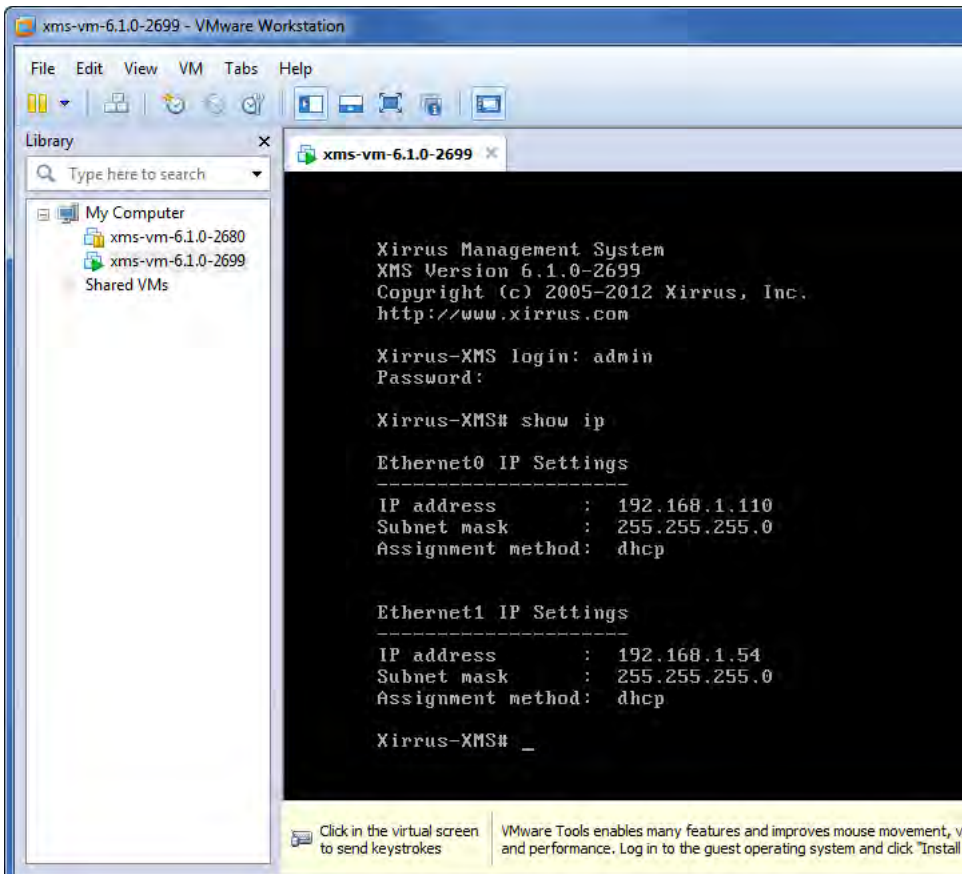 xms-vm-6.1.0-2699 - VMware Workstation
File Edit View VM Tabs Help
Library
Type here to search
My Computer
xms-vm-6.1.0-2680
xms-vm-6.1.0-2699
Shared VMs
xms-vm-6.1.0-2699
Xirrus Management System
XMS Version 6.1.0-2699
Copyright (c) 2005-2012 Xirrus, Inc.
http://www.xirrus.com
Xirrus-XMS login: admin
Password:
Xirrus-XMS# show ip
Ethernet0 IP Settings
---------------------
IP address : 192.168.1.110
Subnet mask : 255.255.255.0
Assignment method: dhcp
Ethernet1 IP Settings
---------------------
IP address : 192.168.1.54
Subnet mask : 255.255.255.0
Assignment method: dhcp
Xirrus-XMS# _
Click in the virtual screen
to send keystrokes
VMware Tools enables many features and improves mouse movement, v
and performance. Log in to the guest operating system and click "Install